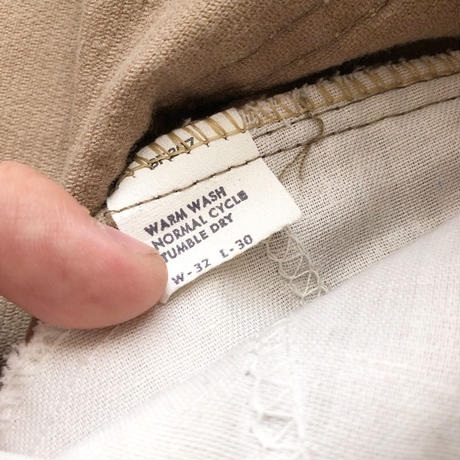 WARM WASH
NORMAL CYCLE
TUMBLE DRY
W-32 L-30